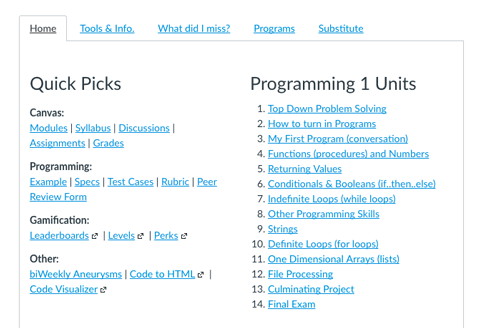 Home Tools & Info. What did I miss? Programs Substitute
Quick Picks
Canvas:
Modules | Syllabus | Discussions |
Assignments | Grades
Programming:
Example | Specs | Test Cases | Rubric | Peer
Review Form
Gamification:
Leaderboards | Levels | Perks
Other:
biWeekly Aneurysms | Code to HTML |
Code Visualizer
Programming 1 Units
1. Top Down Problem Solving
2. How to turn in Programs
3. My First Program (conversation)
4. Functions (procedures) and Numbers
5. Returning Values
6. Conditionals & Booleans (if..then..else)
7. Indefinite Loops (while loops)
8. Other Programming Skills
9. Strings
10. Definite Loops (for loops)
11. One Dimensional Arrays (lists)
12. File Processing
13. Culminating Project
14. Final Exam